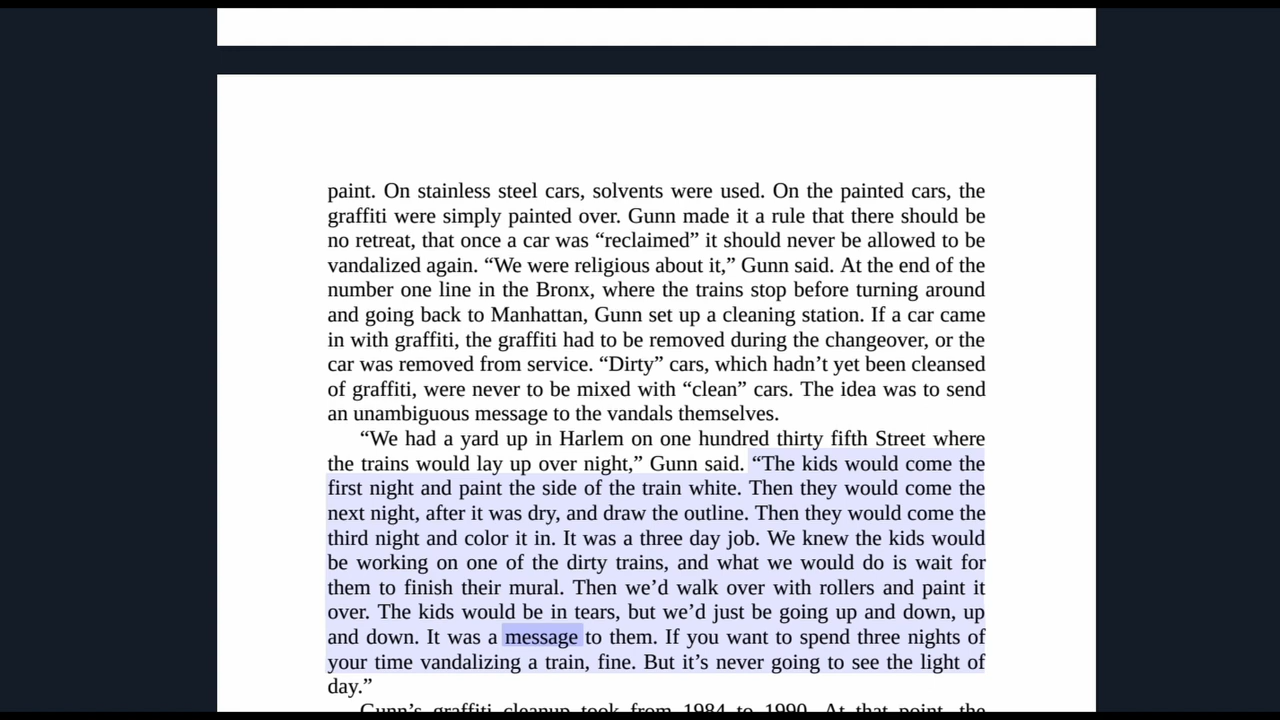 paint. On stainless steel cars, solvents were used. On the painted cars, the
graffiti were simply painted over. Gunn made it a rule that there should be
no retreat, that once a car was “reclaimed” it should never be allowed to be
vandalized again. “We were religious about it,” Gunn said. At the end of the
number one line in the Bronx, where the trains stop before turning around
and going back to Manhattan, Gunn set up a cleaning station. If a car came
in with graffiti, the graffiti had to be removed during the changeover, or the
car was removed from service. “Dirty” cars, which hadn’t yet been cleansed
of graffiti, were never to be mixed with “clean” cars. The idea was to send
an unambiguous message to the vandals themselves.
“We had a yard up in Harlem on one hundred thirty fifth Street where
the trains would lay up over night,” Gunn said. “The kids would come the
first night and paint the side of the train white. Then they would come the
next night, after it was dry, and draw the outline. Then they would come the
third night and color it in. It was a three day job. We knew the kids would
be working on one of the dirty trains, and what we would do is wait for
them to finish their mural. Then we’d walk over with rollers and paint it
over. The kids would be in tears, but we’d just be going up and down, up
and down. It was a message to them. If you want to spend three nights of
your time vandalizing a train, fine. But it’s never going to see the light of
day.”
Gunn’s graffiti cleanup took from 1984 to 1990. At that point, the